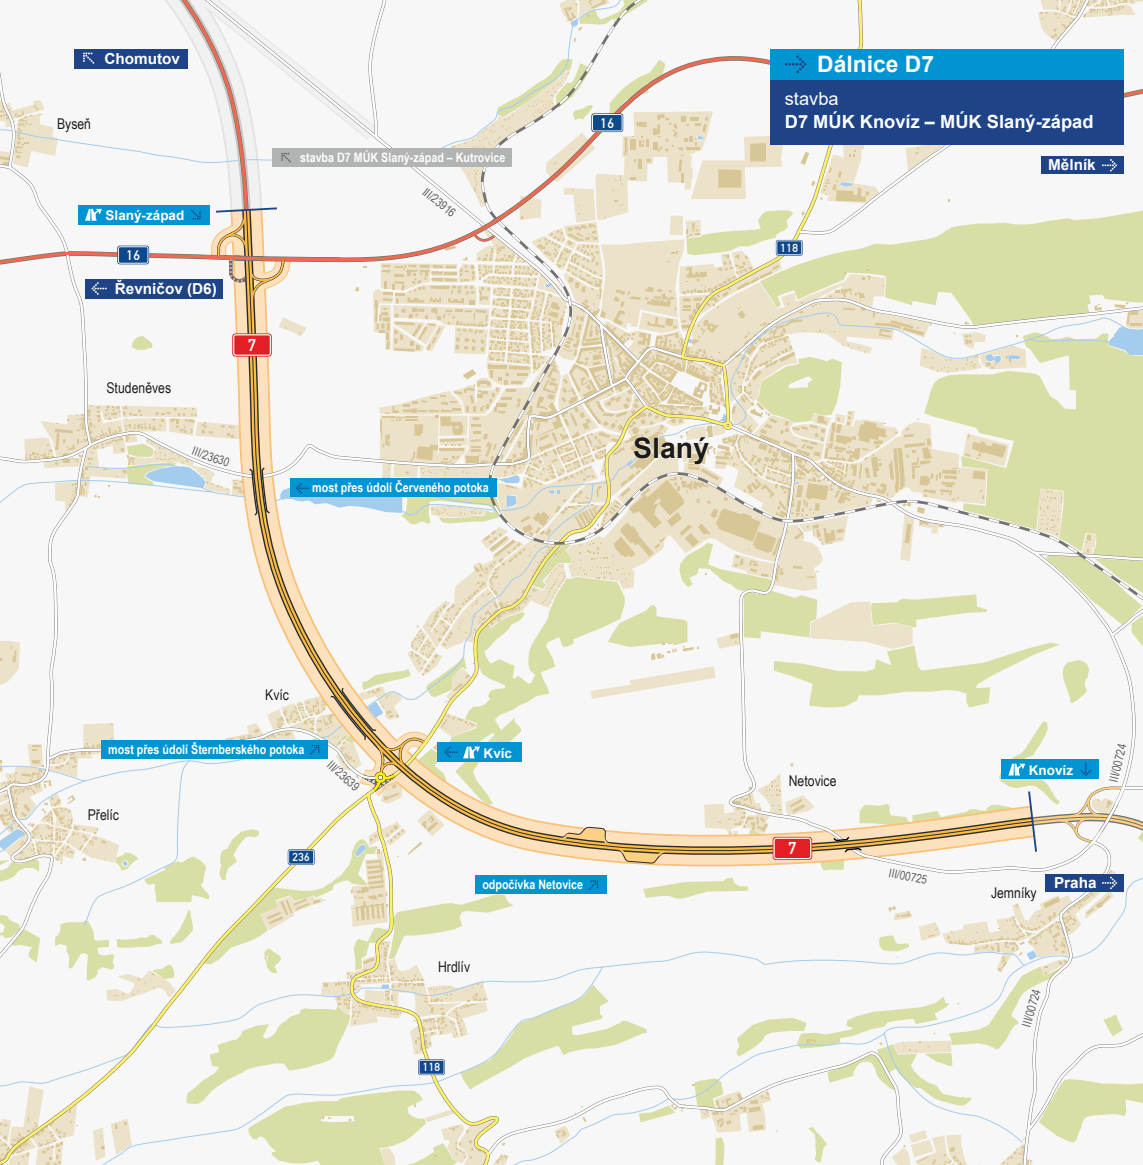 Chomutov
Dálnice D7
stavba
D7 MÚK Knovíz – MÚK Slaný-západ
Byseň
16
stavba D7 MÚK Slaný-západ – Kutrovice
Mělník
III/23916
Slaný-západ
118
16
Řevničov (D6)
7
Studeněves
Slaný
III/23630
most přes údolí Červeného potoka
Kvíc
most přes údolí Šternberského potoka
Kvíc
III/00724
Knovíz
III/23639
Netovice
Přelíc
7
236
III/00725
odpočívka Netovice
Praha
Jemníky
Hrdlív
III/00724
118